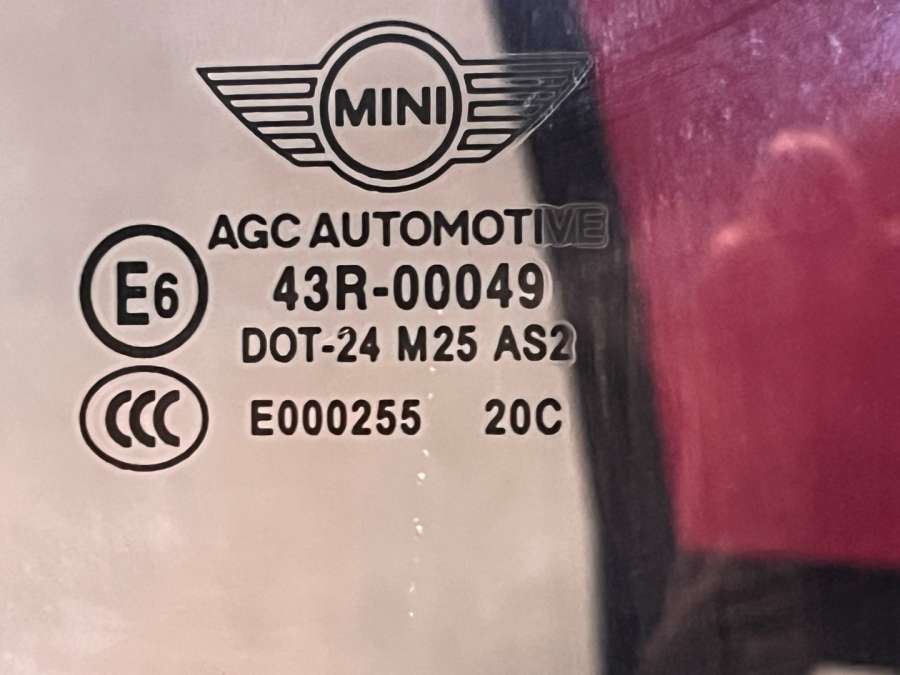 MINI
AGC AUTOMOTIVE
E6
43R-00049
DOT-24 M25 AS2
CCC
E000255 20C